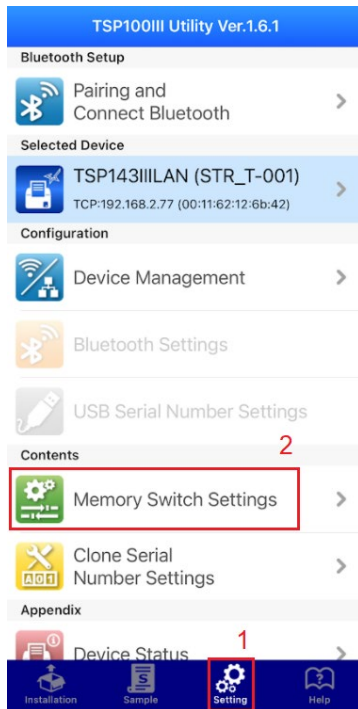 TSP100III Utility Ver.1.6.1
Bluetooth Setup
Pairing and
Connect Bluetooth
Selected Device
TSP143IIILAN (STR_T-001)
TCP:192.168.2.77 (00:11:62:12:6b:42)
Configuration
Device Management
Bluetooth Settings
USB Serial Number Settings
Contents
2
Memory Switch Settings
Clone Serial
Number Settings
A01
Appendix
1
Device Status
S
Installation
Sample
Setting
?
Help